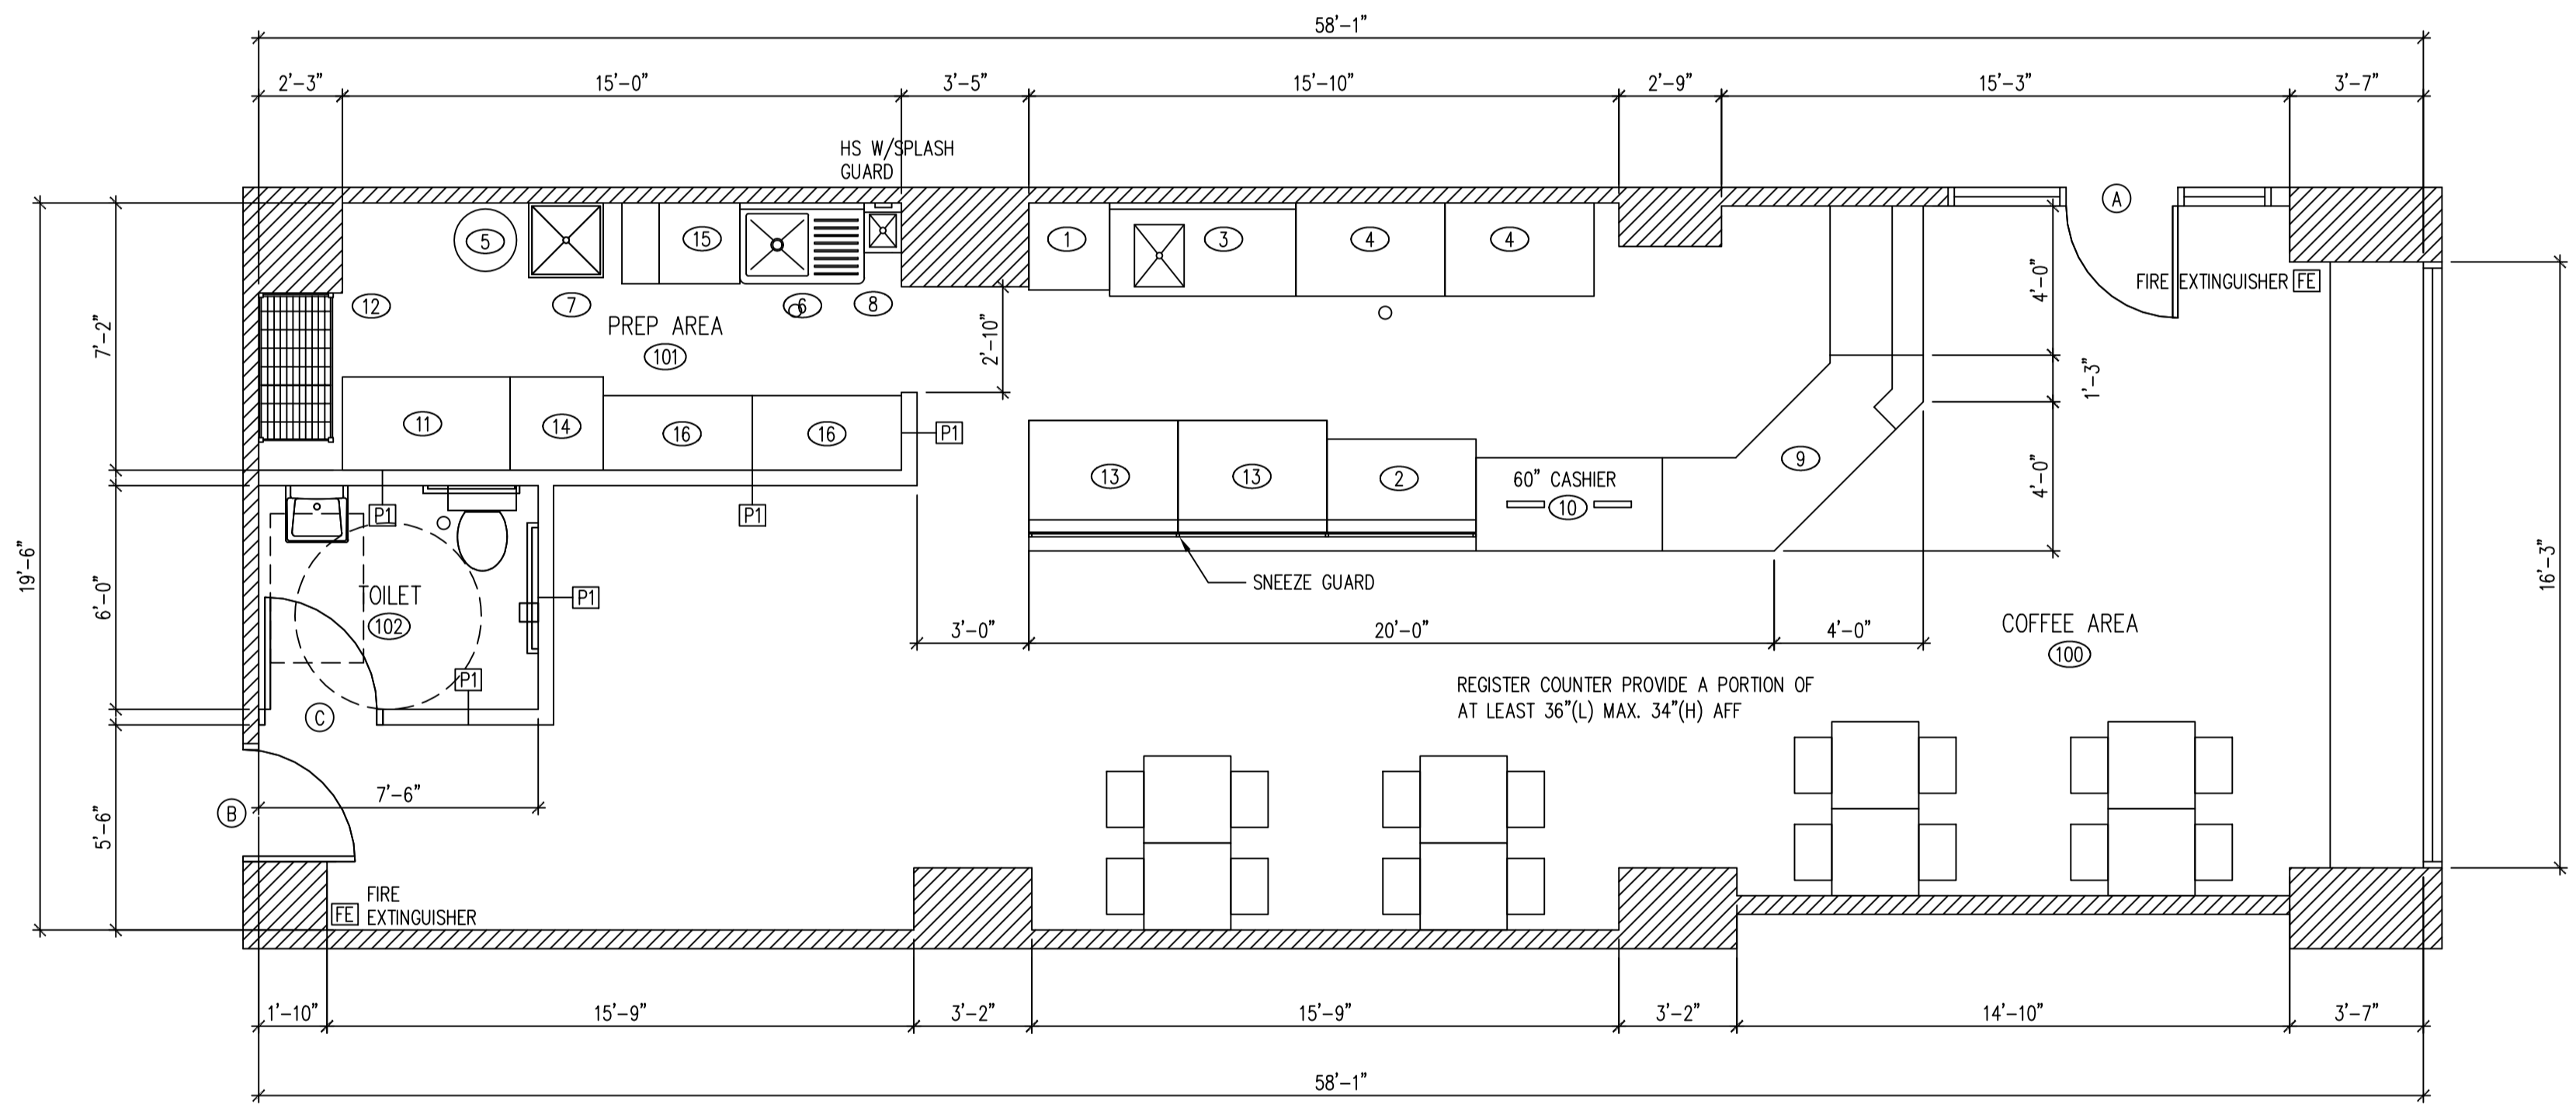 58'-1"
2'-3" 15'-0" 3'-5" 15'-10" 2'-9" 15'-3" 3'-7"
HS W/SPLASH
GUARD
A
5 15 1 3 4 4
FIRE EXTINGUISHER FE
4'-0"
12 7 6 8
PREP AREA
101
7'-2"
2'-10"
1'-3"
11 14 16 16 P1
13 13 2 9
4'-0"
60" CASHIER
10
P1 P1
SNEEZE GUARD
19'-6"
6'-0"
16'-3"
TOILET
102
P1
COFFEE AREA
100
3'-0" 20'-0" 4'-0"
P1
REGISTER COUNTER PROVIDE A PORTION OF
AT LEAST 36"(L) MAX. 34"(H) AFF
C
7'-6"
B
5'-6"
FE FIRE
EXTINGUISHER
1'-10" 15'-9" 3'-2" 15'-9" 3'-2" 14'-10" 3'-7"
58'-1"